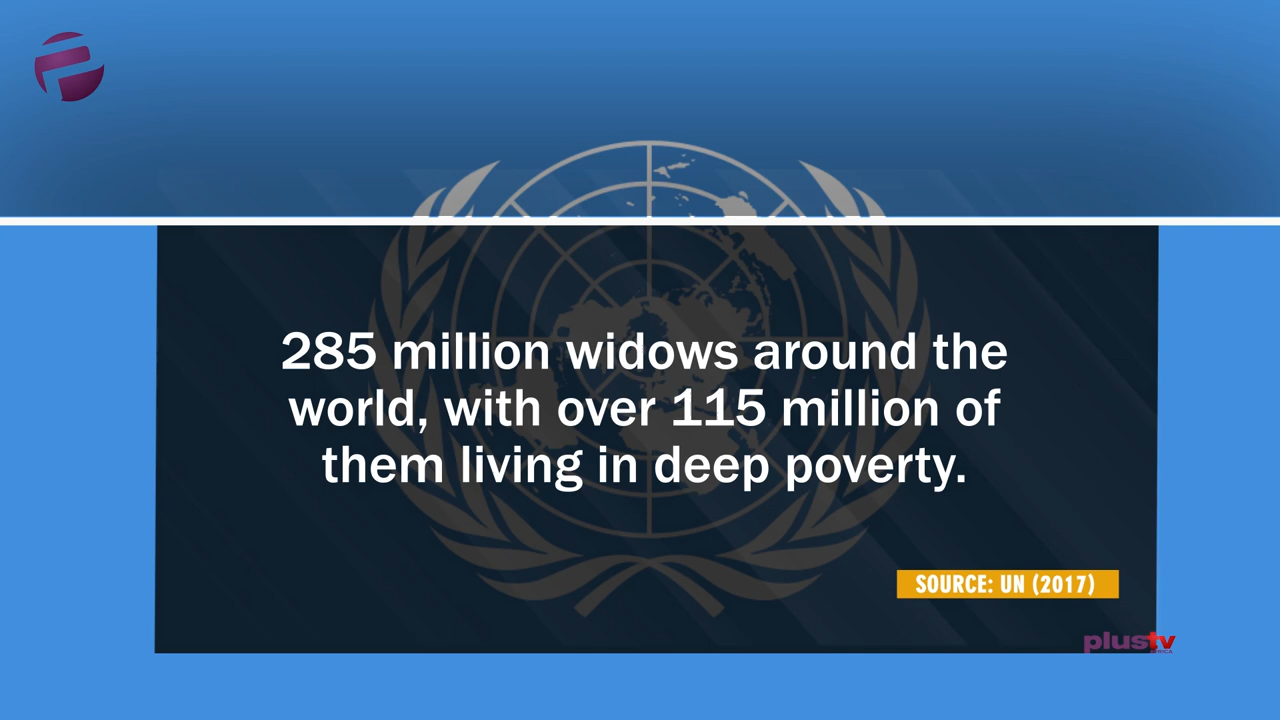 285 million widows around the
world, with over 115 million of
them living in deep poverty.
SOURCE: UN (2017)
plustv
AFRICA